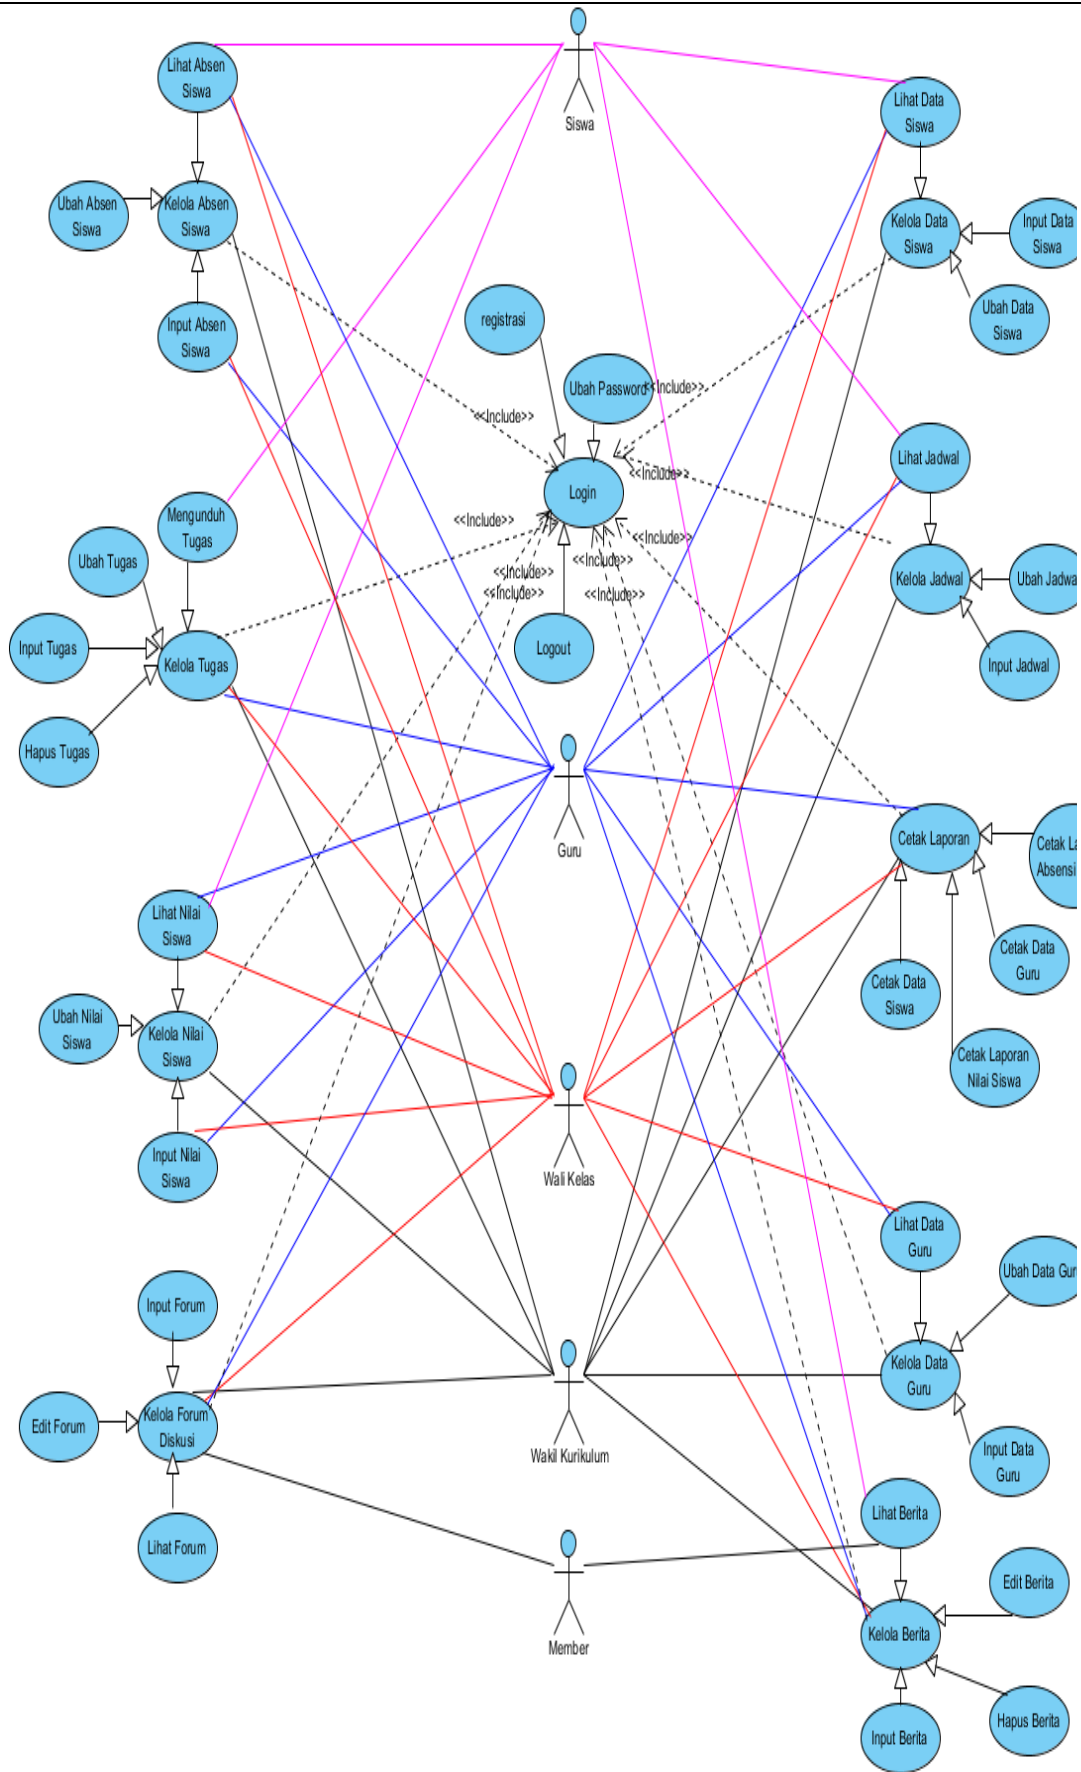 Siswa
Lihat Absen
Siswa
Lihat Data
Siswa
Ubah Absen
Siswa
Kelola Absen
Siswa
Kelola Data
Siswa
Input Data
Siswa
Input Absen
Siswa
registrasi
Ubah Data
Siswa
Ubah Password
<<Include>>
<<Include>>
Lihat Jadwal
<<Include>>
Login
Mengunduh
Tugas
<<Include>>
<<Include>>
Ubah Tugas
<<Include>>
<<Include>>
<<Include>>
<<Include>>
Kelola Jadwal
Ubah Jadwa
Input Tugas
Kelola Tugas
Logout
Input Jadwal
Hapus Tugas
Guru
Cetak Laporan
Cetak La
Absensi
Lihat Nilai
Siswa
Cetak Data
Guru
Cetak Data
Siswa
Ubah Nilai
Siswa
Kelola Nilai
Siswa
Cetak Laporan
Nilai Siswa
Input Nilai
Siswa
Wali Kelas
Lihat Data
Guru
Ubah Data Gur
Input Forum
Kelola Data
Guru
Edit Forum
Kelola Forum
Diskusi
Wakil Kurikulum
Input Data
Guru
Lihat Forum
Lihat Berita
Edit Berita
Member
Kelola Berita
Hapus Berita
Input Berita